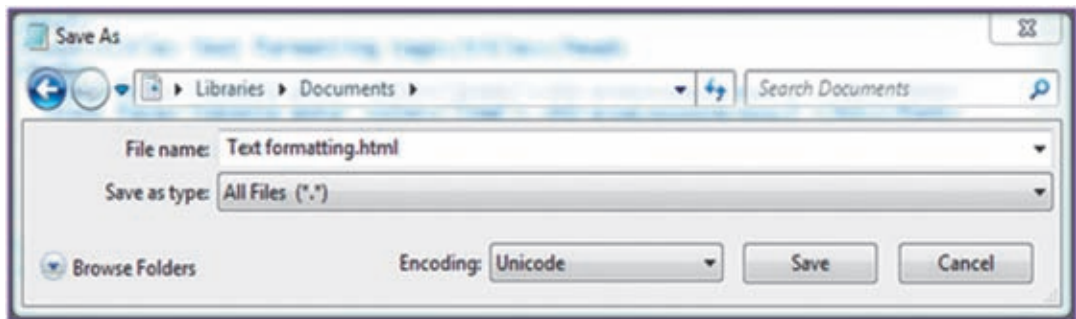 Save As
Libraries Documents
Search Documents
File name: Text formatting.html
Save as type: All Files (*.*)
Browse Folders
Encoding: Unicode
Save
Cancel